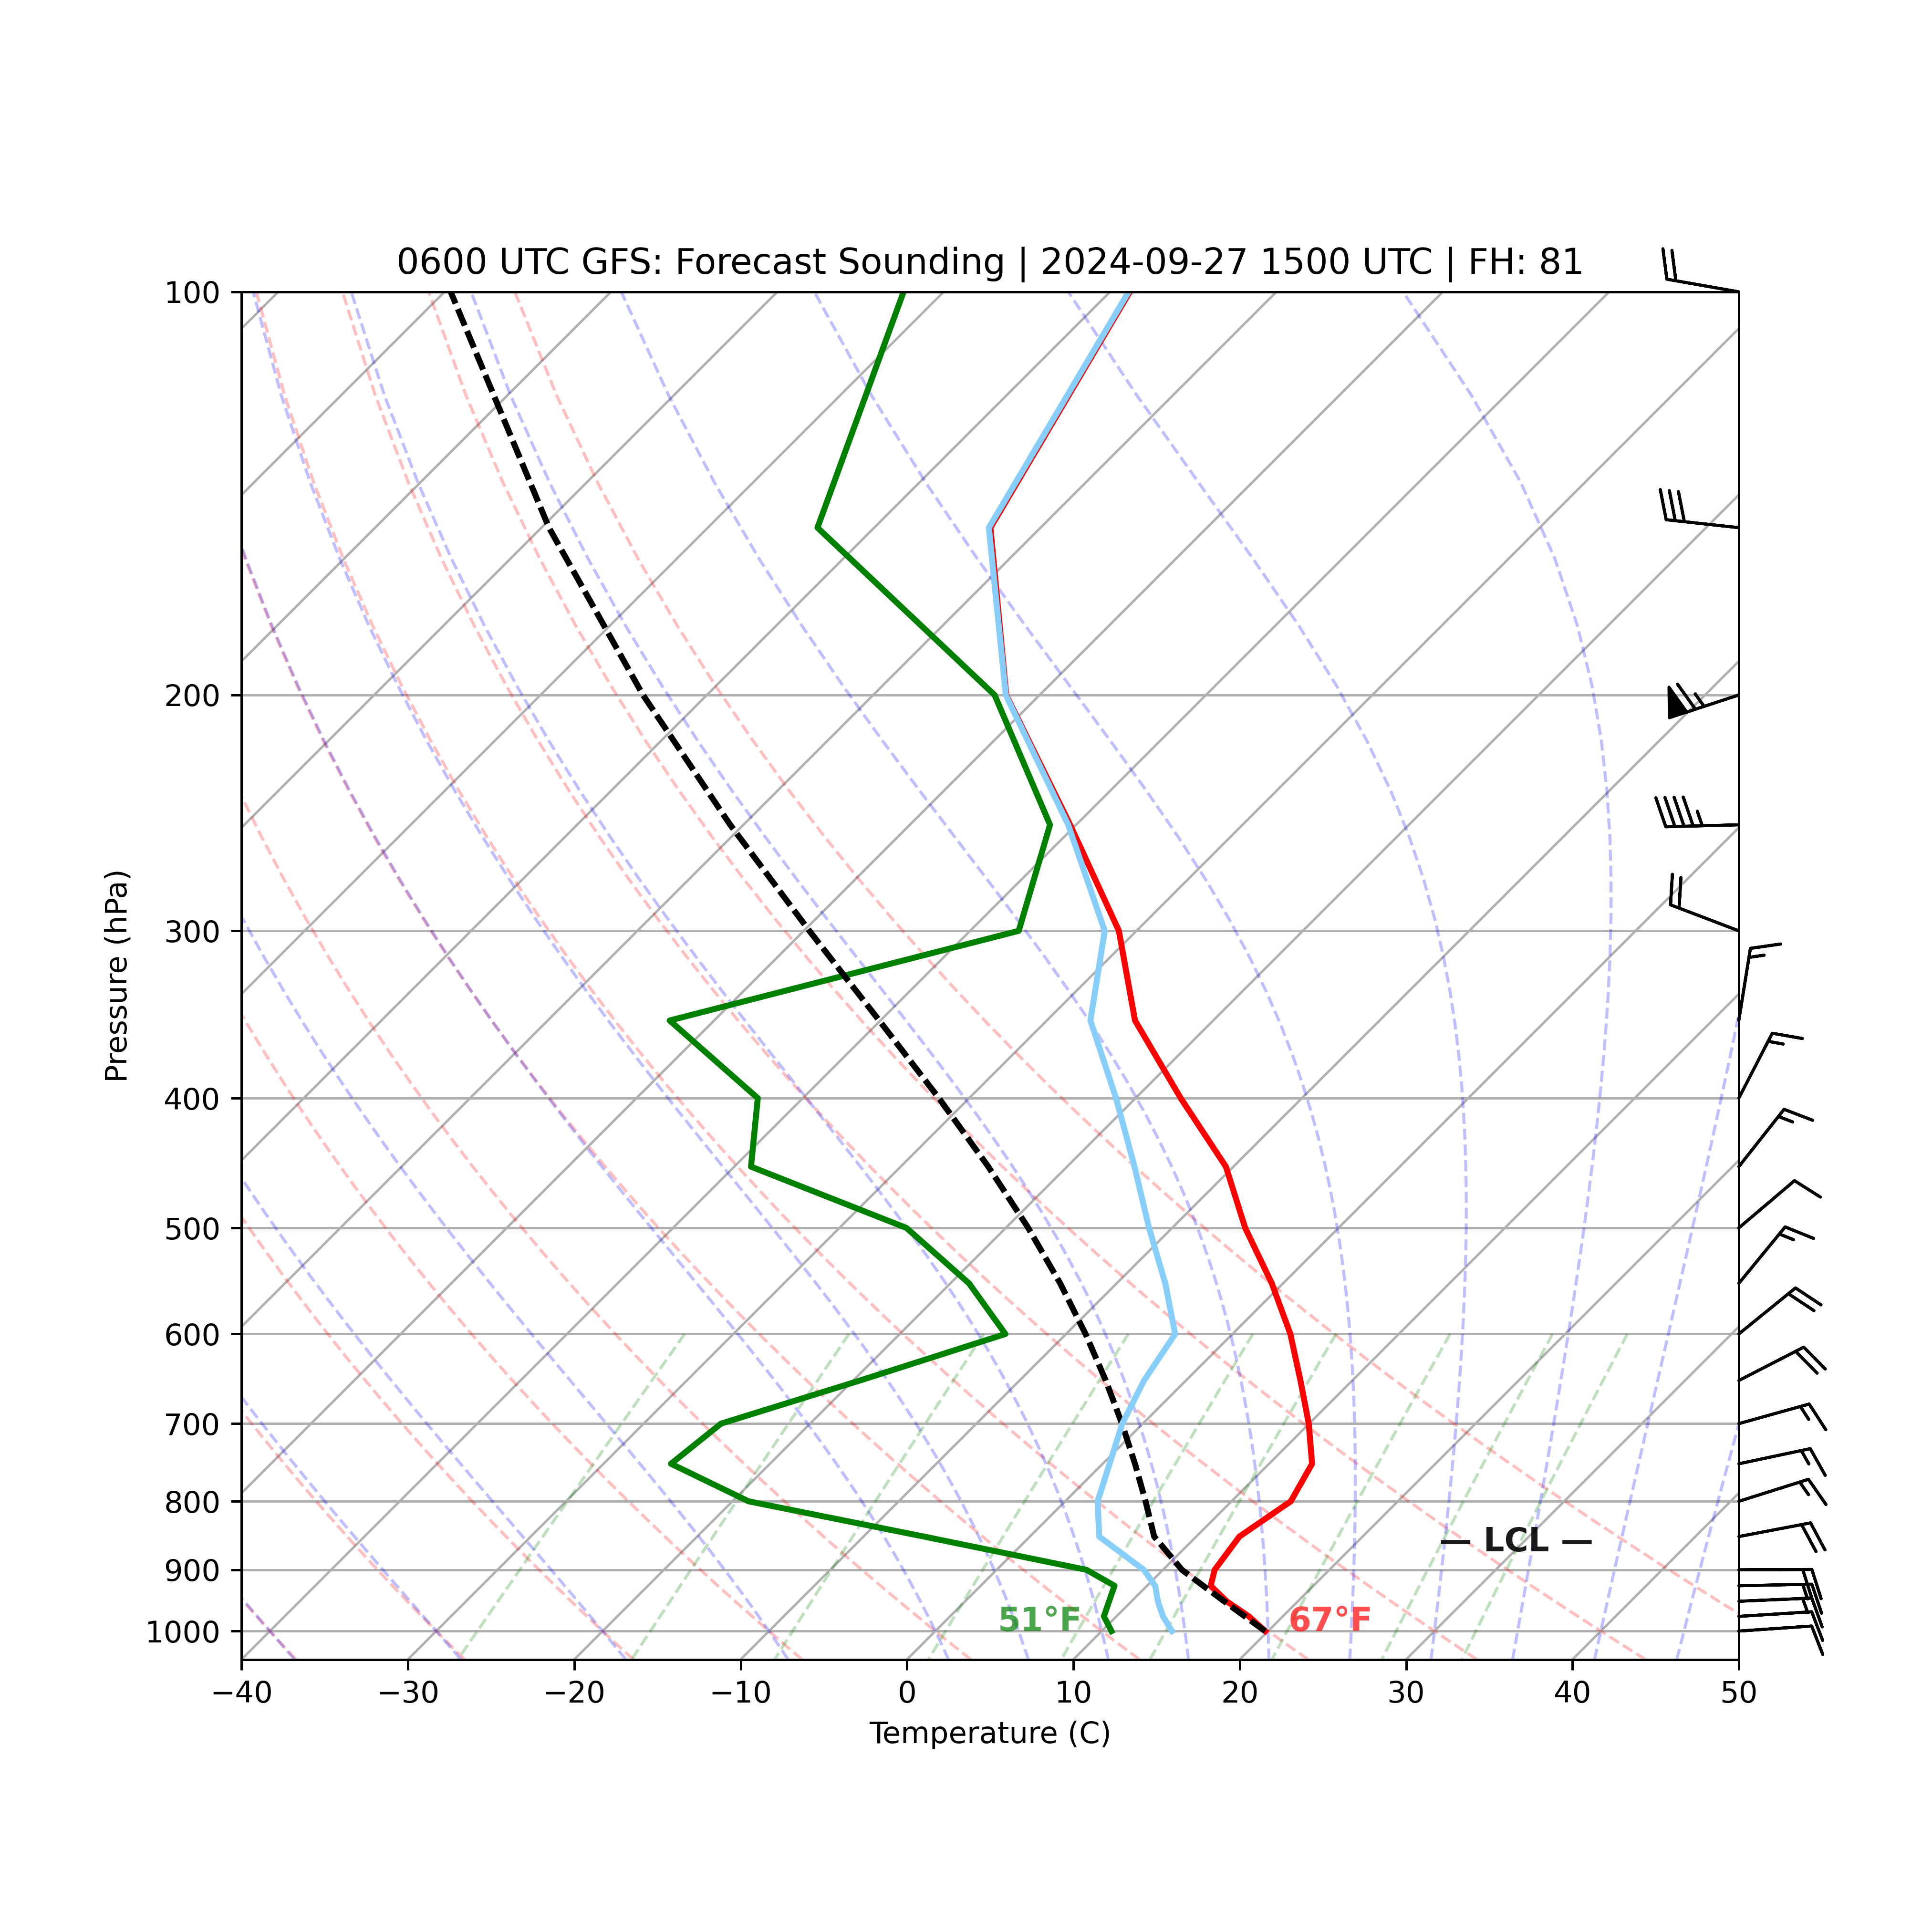 0600 UTC GFS: Forecast Sounding | 2024-09-27 1500 UTC | FH: 81
100
200
300
400
500
600
700
800
900
1000
Pressure (hPa)
— LCL —
51°F
67°F
−40 −30 −20 −10 0 10 20 30 40 50
Temperature (C)